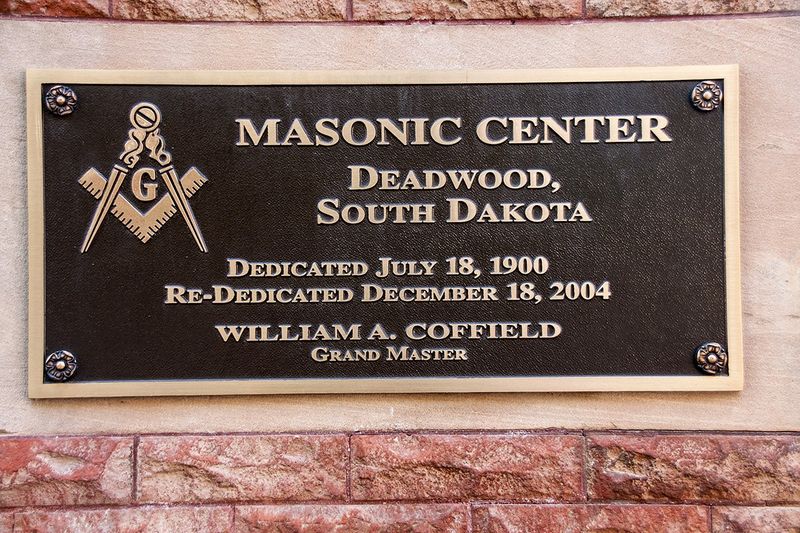 G
MASONIC CENTER
DEADWOOD,
SOUTH DAKOTA
DEDICATED JULY 18, 1900
RE-DEDICATED DECEMBER 18, 2004
WILLIAM A. COFFIELD
GRAND MASTER